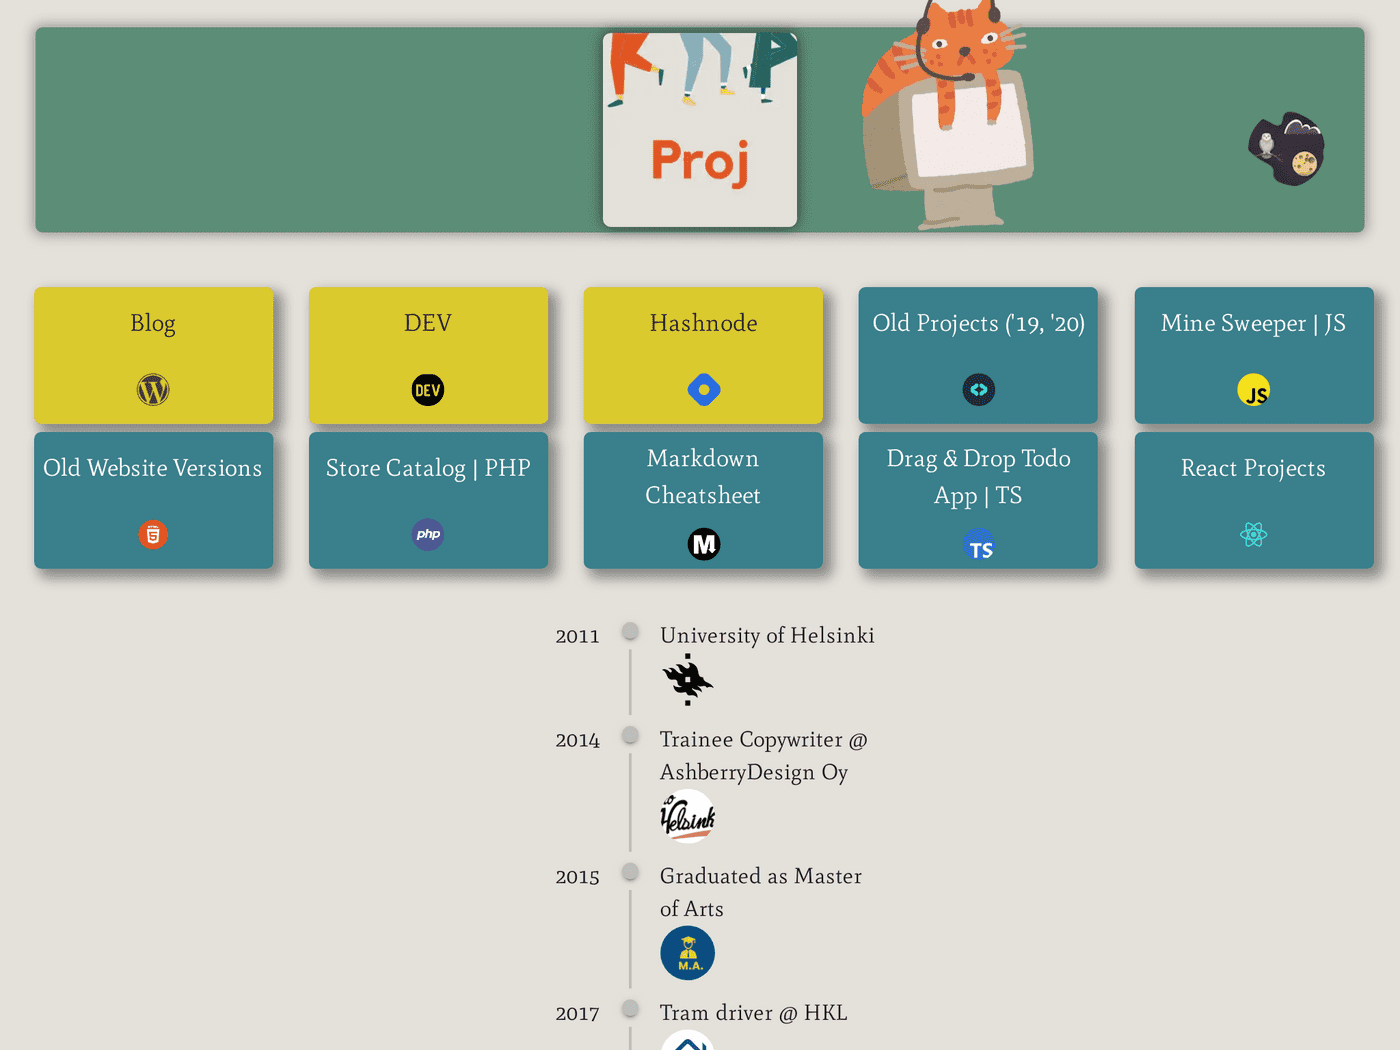 Proj
Blog
DEV
Hashnode
Old Projects ('19, '20)
Mine Sweeper | JS
DEV
JS
Old Website Versions
Store Catalog | PHP
Markdown
Cheatsheet
Drag & Drop Todo
App | TS
React Projects
php
M
TS
2011
University of Helsinki
2014
Trainee Copywriter @
AshberryDesign Oy
2015
Graduated as Master
of Arts
M.A.
2017
Tram driver @ HKL